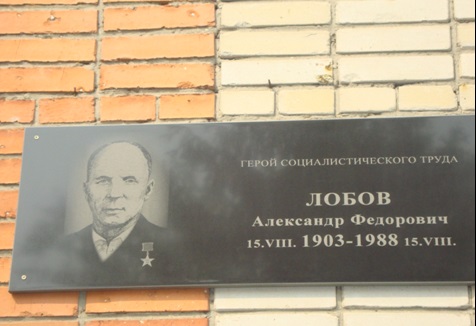 ГЕРОЙ СОЦИАЛИСТИЧЕСКОГО ТРУДА
ЛОБОВ
Александр Федорович
15.VIII. 1903-1988 15.VIII.